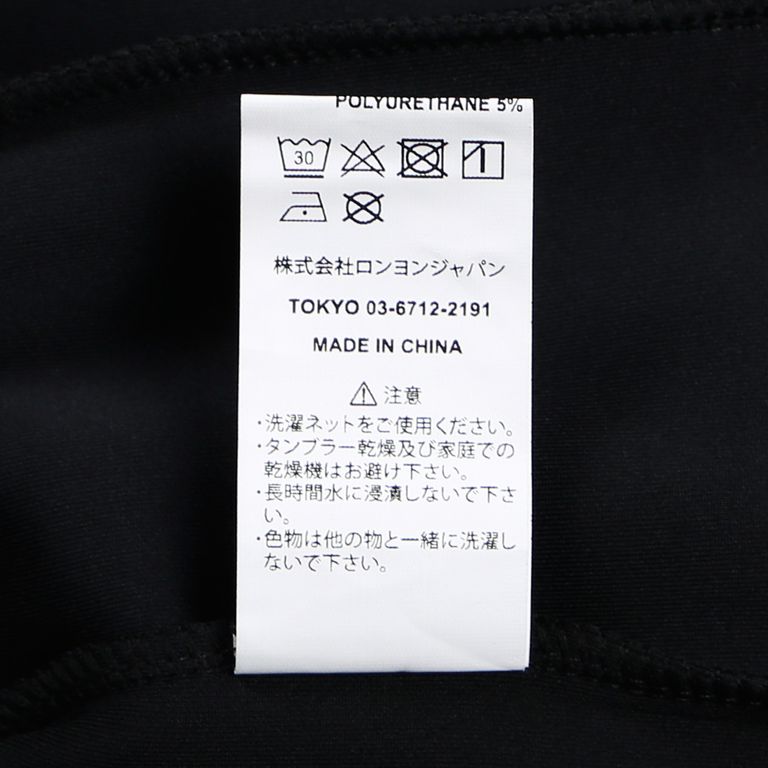 POLYURETHANE 5%
30
株式会社ロンヨンジャパン
TOKYO 03-6712-2191
MADE IN CHINA
注意
・洗濯ネットをご使用ください。
・タンブラー乾燥及び家庭での
乾燥機はお避け下さい。
・長時間水に浸漬しないで下さ
い。
・色物は他の物と一緒に洗濯し
ないで下さい。